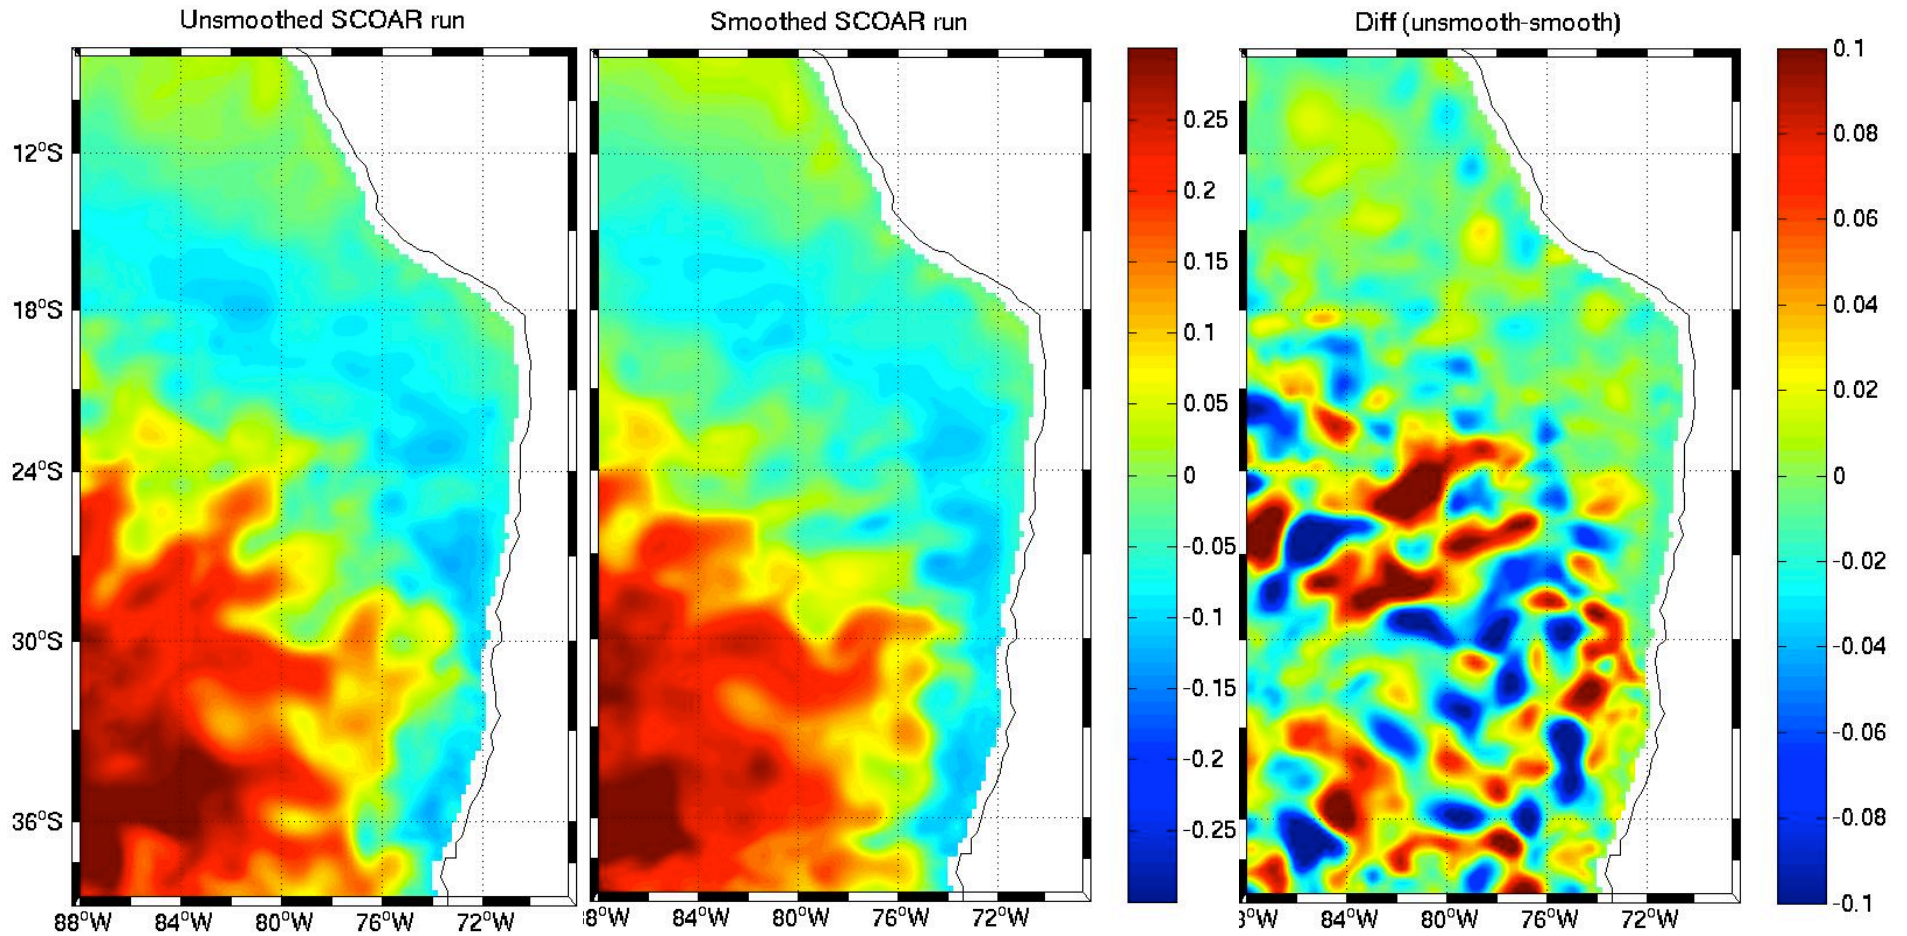 Unsmoothed SCOAR run
Smoothed SCOAR run
Diff (unsmooth-smooth)
12°S
18°S
24°S
30°S
36°S
88°W 84°W 80°W 76°W 72°W
8°W 84°W 80°W 76°W 72°W
0.25
0.2
0.15
0.1
0.05
0
-0.05
-0.1
-0.15
-0.2
-0.25
8°W 84°W 80°W 76°W 72°W
0.1
0.08
0.06
0.04
0.02
0
-0.02
-0.04
-0.06
-0.08
-0.1